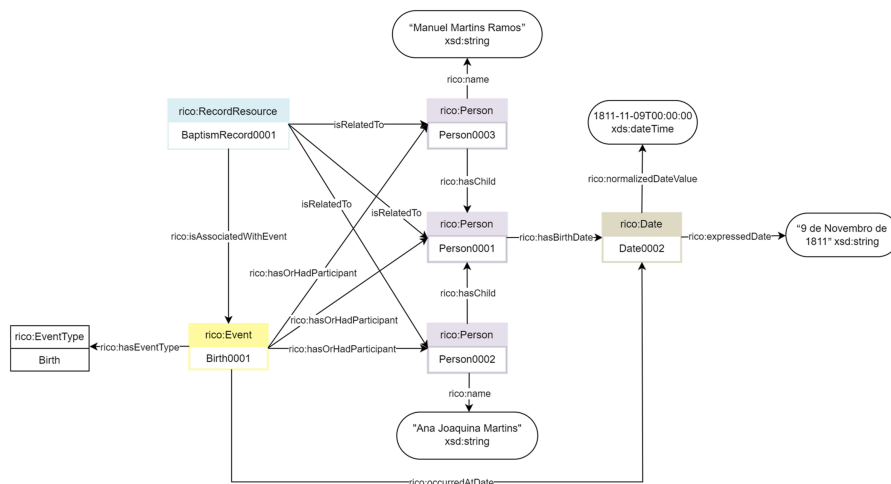 “Manuel Martins Ramos”
xsd:string
rico:name
rico:RecordResource
BaptismRecord0001
isRelatedTo
rico:Person
Person0003
1811-11-09T00:00:00
xds:dateTime
rico:hasChild
rico:normalizedDateValue
isRelatedTo
isRelatedTo
rico:isAssociatedWithEvent
rico:Person
Person0001
rico:hasBirthDate
rico:Date
Date0002
rico:expressedDate
“9 de Novembro de
1811” xsd:string
rico:hasOrHadParticipant
rico:hasChild
rico:hasOrHadParticipant
rico:EventType
Birth
rico:hasEventType
rico:Event
Birth0001
rico:hasOrHadParticipant
rico:Person
Person0002
rico:name
"Ana Joaquina Martins"
xsd:string
rico:occurredAtDate